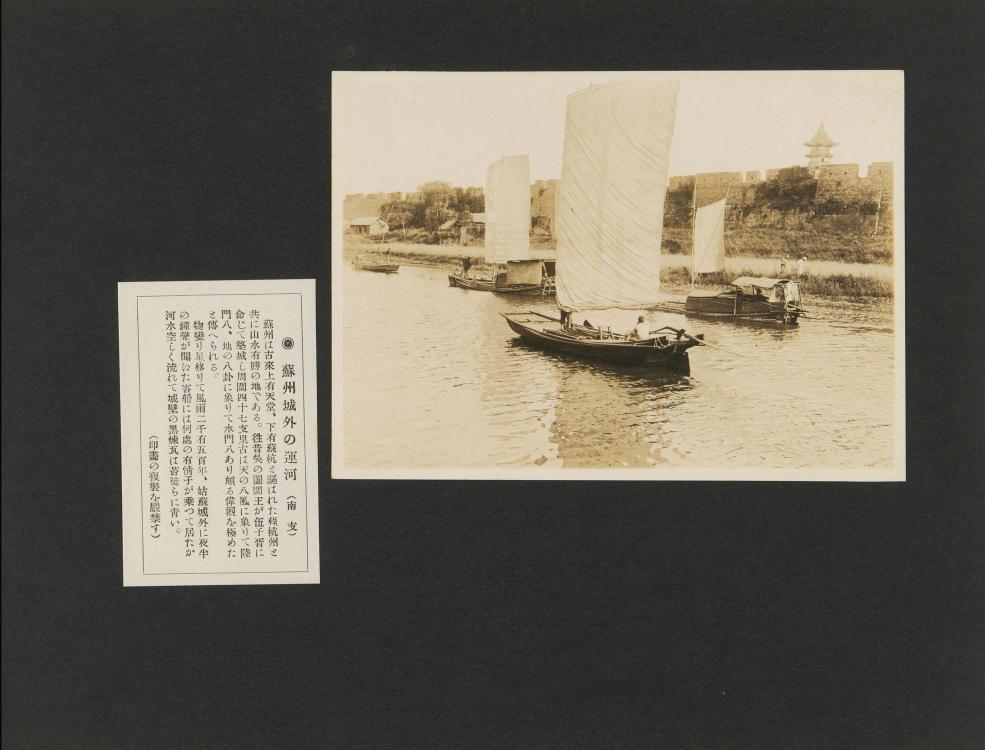 蘇州城外の運河（南支）
蘇州は古來上有天堂、下有蘇杭と謳はれた程杭州と
共に山水有勝の地である。往昔吳の闔閭王が伍子胥に
命じて築城し周圍四十七支里古は天の八風に象りて陸
門八、地の八卦に象りて水門八あり頗る偉觀を極めた
と傳へられる。
物變り星移りて風雨二千有五百年、姑蘇城外に夜半
の鐘聲が聞いた客船には何處の有情子が乘つて居たか
河水空しく流れて城壁の黑煉瓦は苔徒らに靑い。
（印畵の複製を嚴禁す）